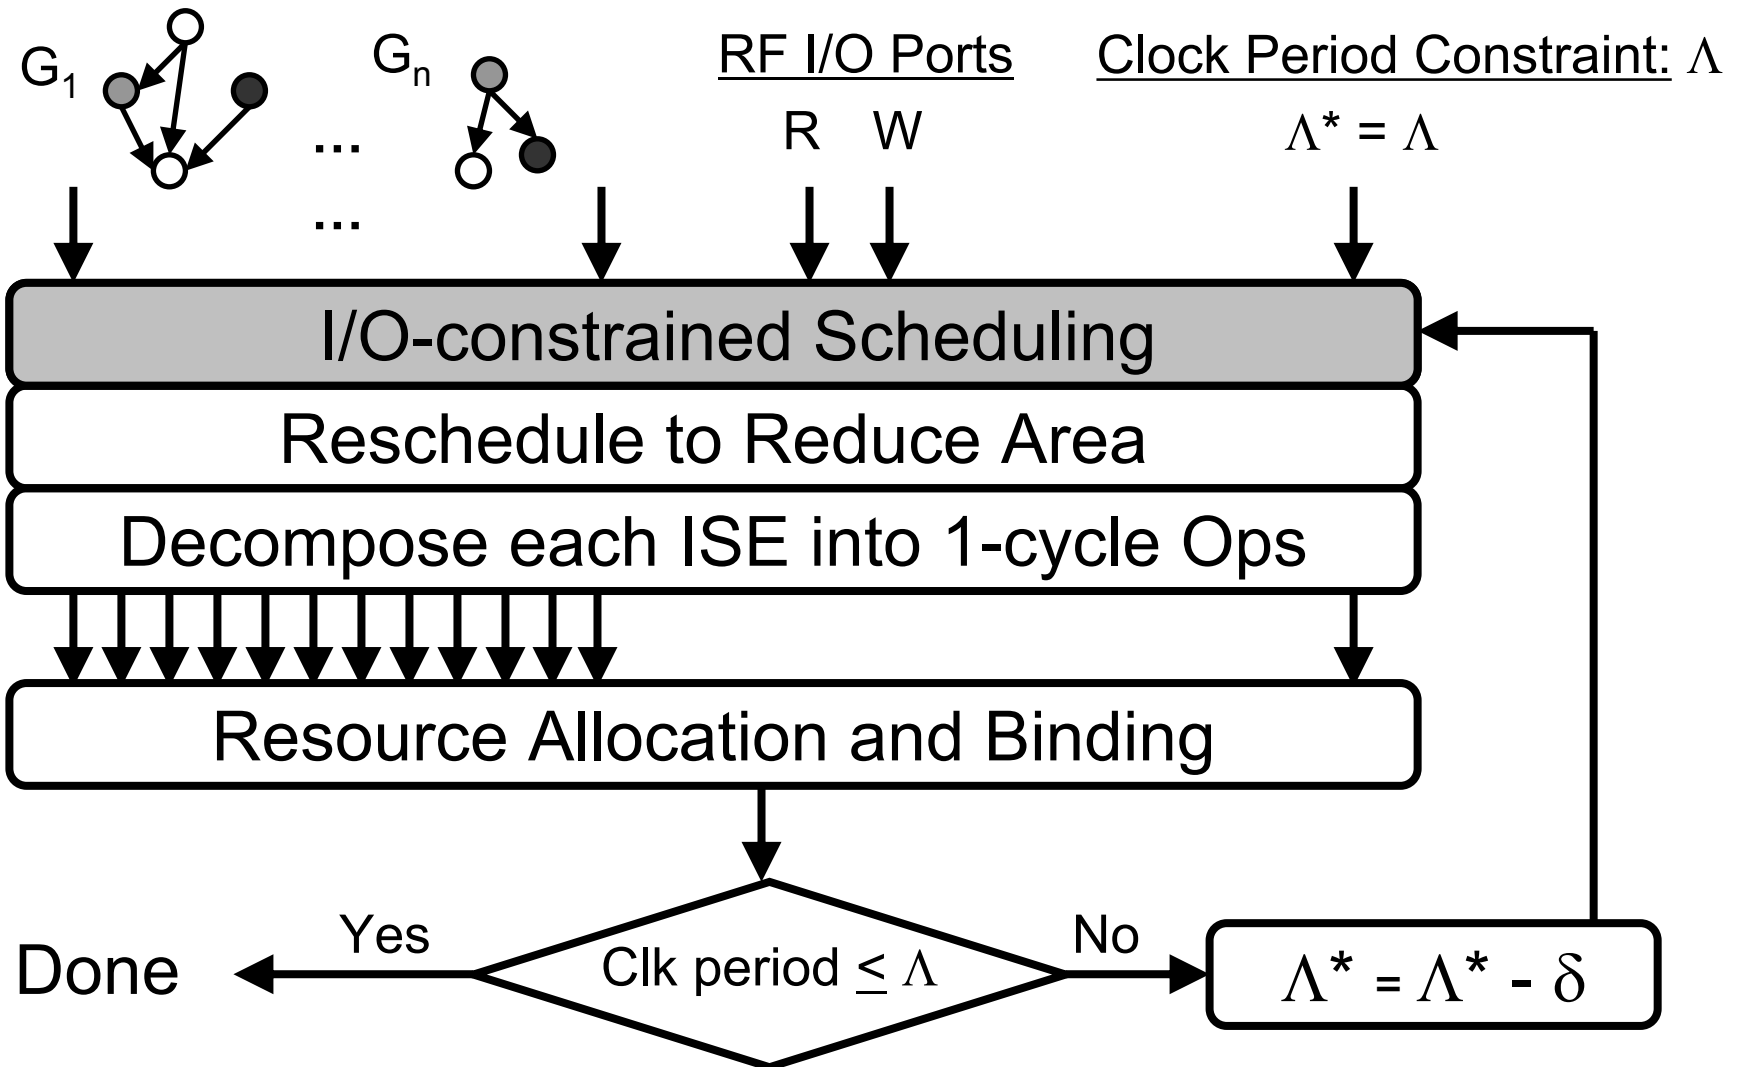 G1 Gn RF I/O Ports Clock Period Constraint: Λ
... R W Λ* = Λ
...
I/O-constrained Scheduling
Reschedule to Reduce Area
Decompose each ISE into 1-cycle Ops
Resource Allocation and Binding
Yes No
Done Clk period ≤ Λ Λ* = Λ* - δ